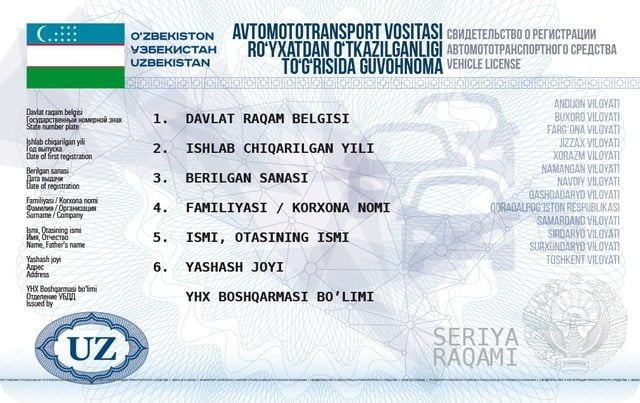 O'ZBEKISTON
УЗБЕКИСТАН
UZBEKISTAN
AVTOMOTOTRANSPORT VOSITASI
RO'YXATDAN O'TKAZILGANLIGI
TO'G'RISIDA GUVOHNOMA
СВИДЕТЕЛЬСТВО О РЕГИСТРАЦИИ
АВТОМОТОТРАНСПОРТНОГО СРЕДСТВА
VEHICLE LICENSE
Davlat raqam belgisi
Государственный номерной знак
State number plate
1. DAVLAT RAQAM BELGISI
Ishlab chiqarilgan yili
Год выпуска
Date of first registration
2. ISHLAB CHIQARILGAN YILI
Berilgan sanasi
Дата выдачи
Date of registration
3. BERILGAN SANASI
Familiyasi / Korxona nomi
Фамилия / Организация
Surname / Company
4. FAMILIYASI / KORXONA NOMI
Ismi, Otasining ismi
Имя, Отчество
Name, Father's name
5. ISMI, OTASINING ISMI
Yashash joyi
Адрес
Address
6. YASHASH JOYI
YHX Boshqarmasi bo'limi
Отделение УБДД
Issued by
YHX BOSHQARMASI BO'LIMI
ANDIJON VILOYATI
BUXORO VILOYATI
FARG'ONA VILOYATI
JIZZAX VILOYATI
XORAZM VILOYATI
NAMANGAN VILOYATI
NAVOIY VILOYATI
QASHQADARYO VILOYATI
QORAQALPOG'ISTON RESPUBLIKASI
SAMARQAND VILOYATI
SIRDARYO VILOYATI
SURXONDARYO VILOYATI
TOSHKENT VILOYATI
UZ
SERIYA
RAQAMI